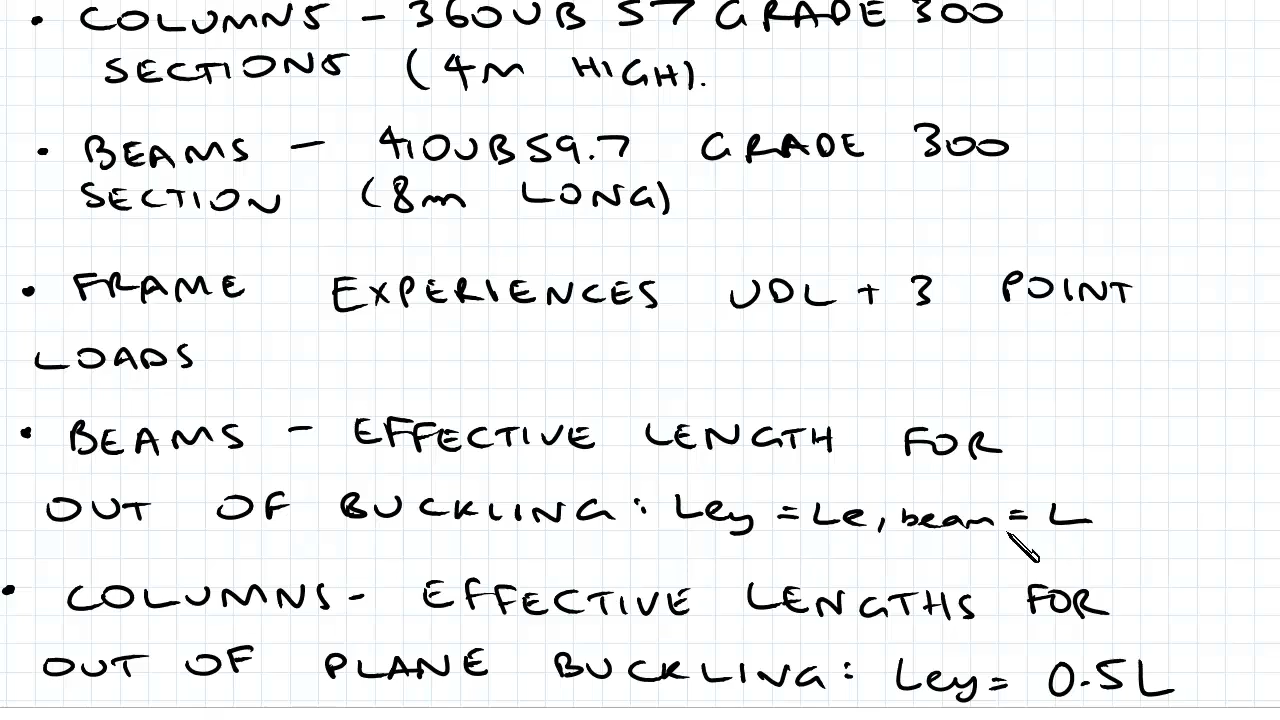 • COLUMNS - 360UB 57 GRADE 300
SECTIONS (4M HIGH).
• BEAMS - 410UB59.7 GRADE 300
SECTION (8m LONG)
• FRAME EXPERIENCES UDL + 3 POINT
LOADS
• BEAMS - EFFECTIVE LENGTH FOR
OUT OF BUCKLING: Ley = Le, beam = L
• COLUMNS - EFFECTIVE LENGTHS FOR
OUT OF PLANE BUCKLING: Ley = 0.5L